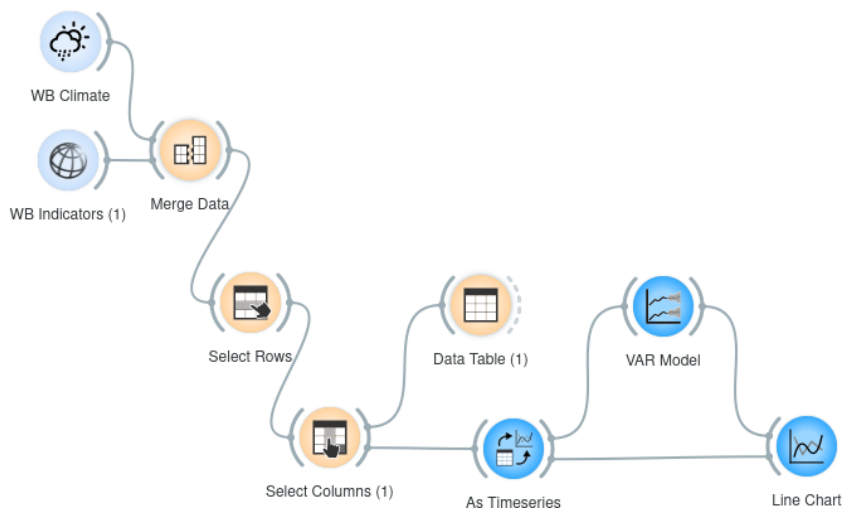 WB Climate
WB Indicators (1)
Merge Data
Select Rows
Data Table (1)
VAR Model
Select Columns (1)
As Timeseries
Line Chart